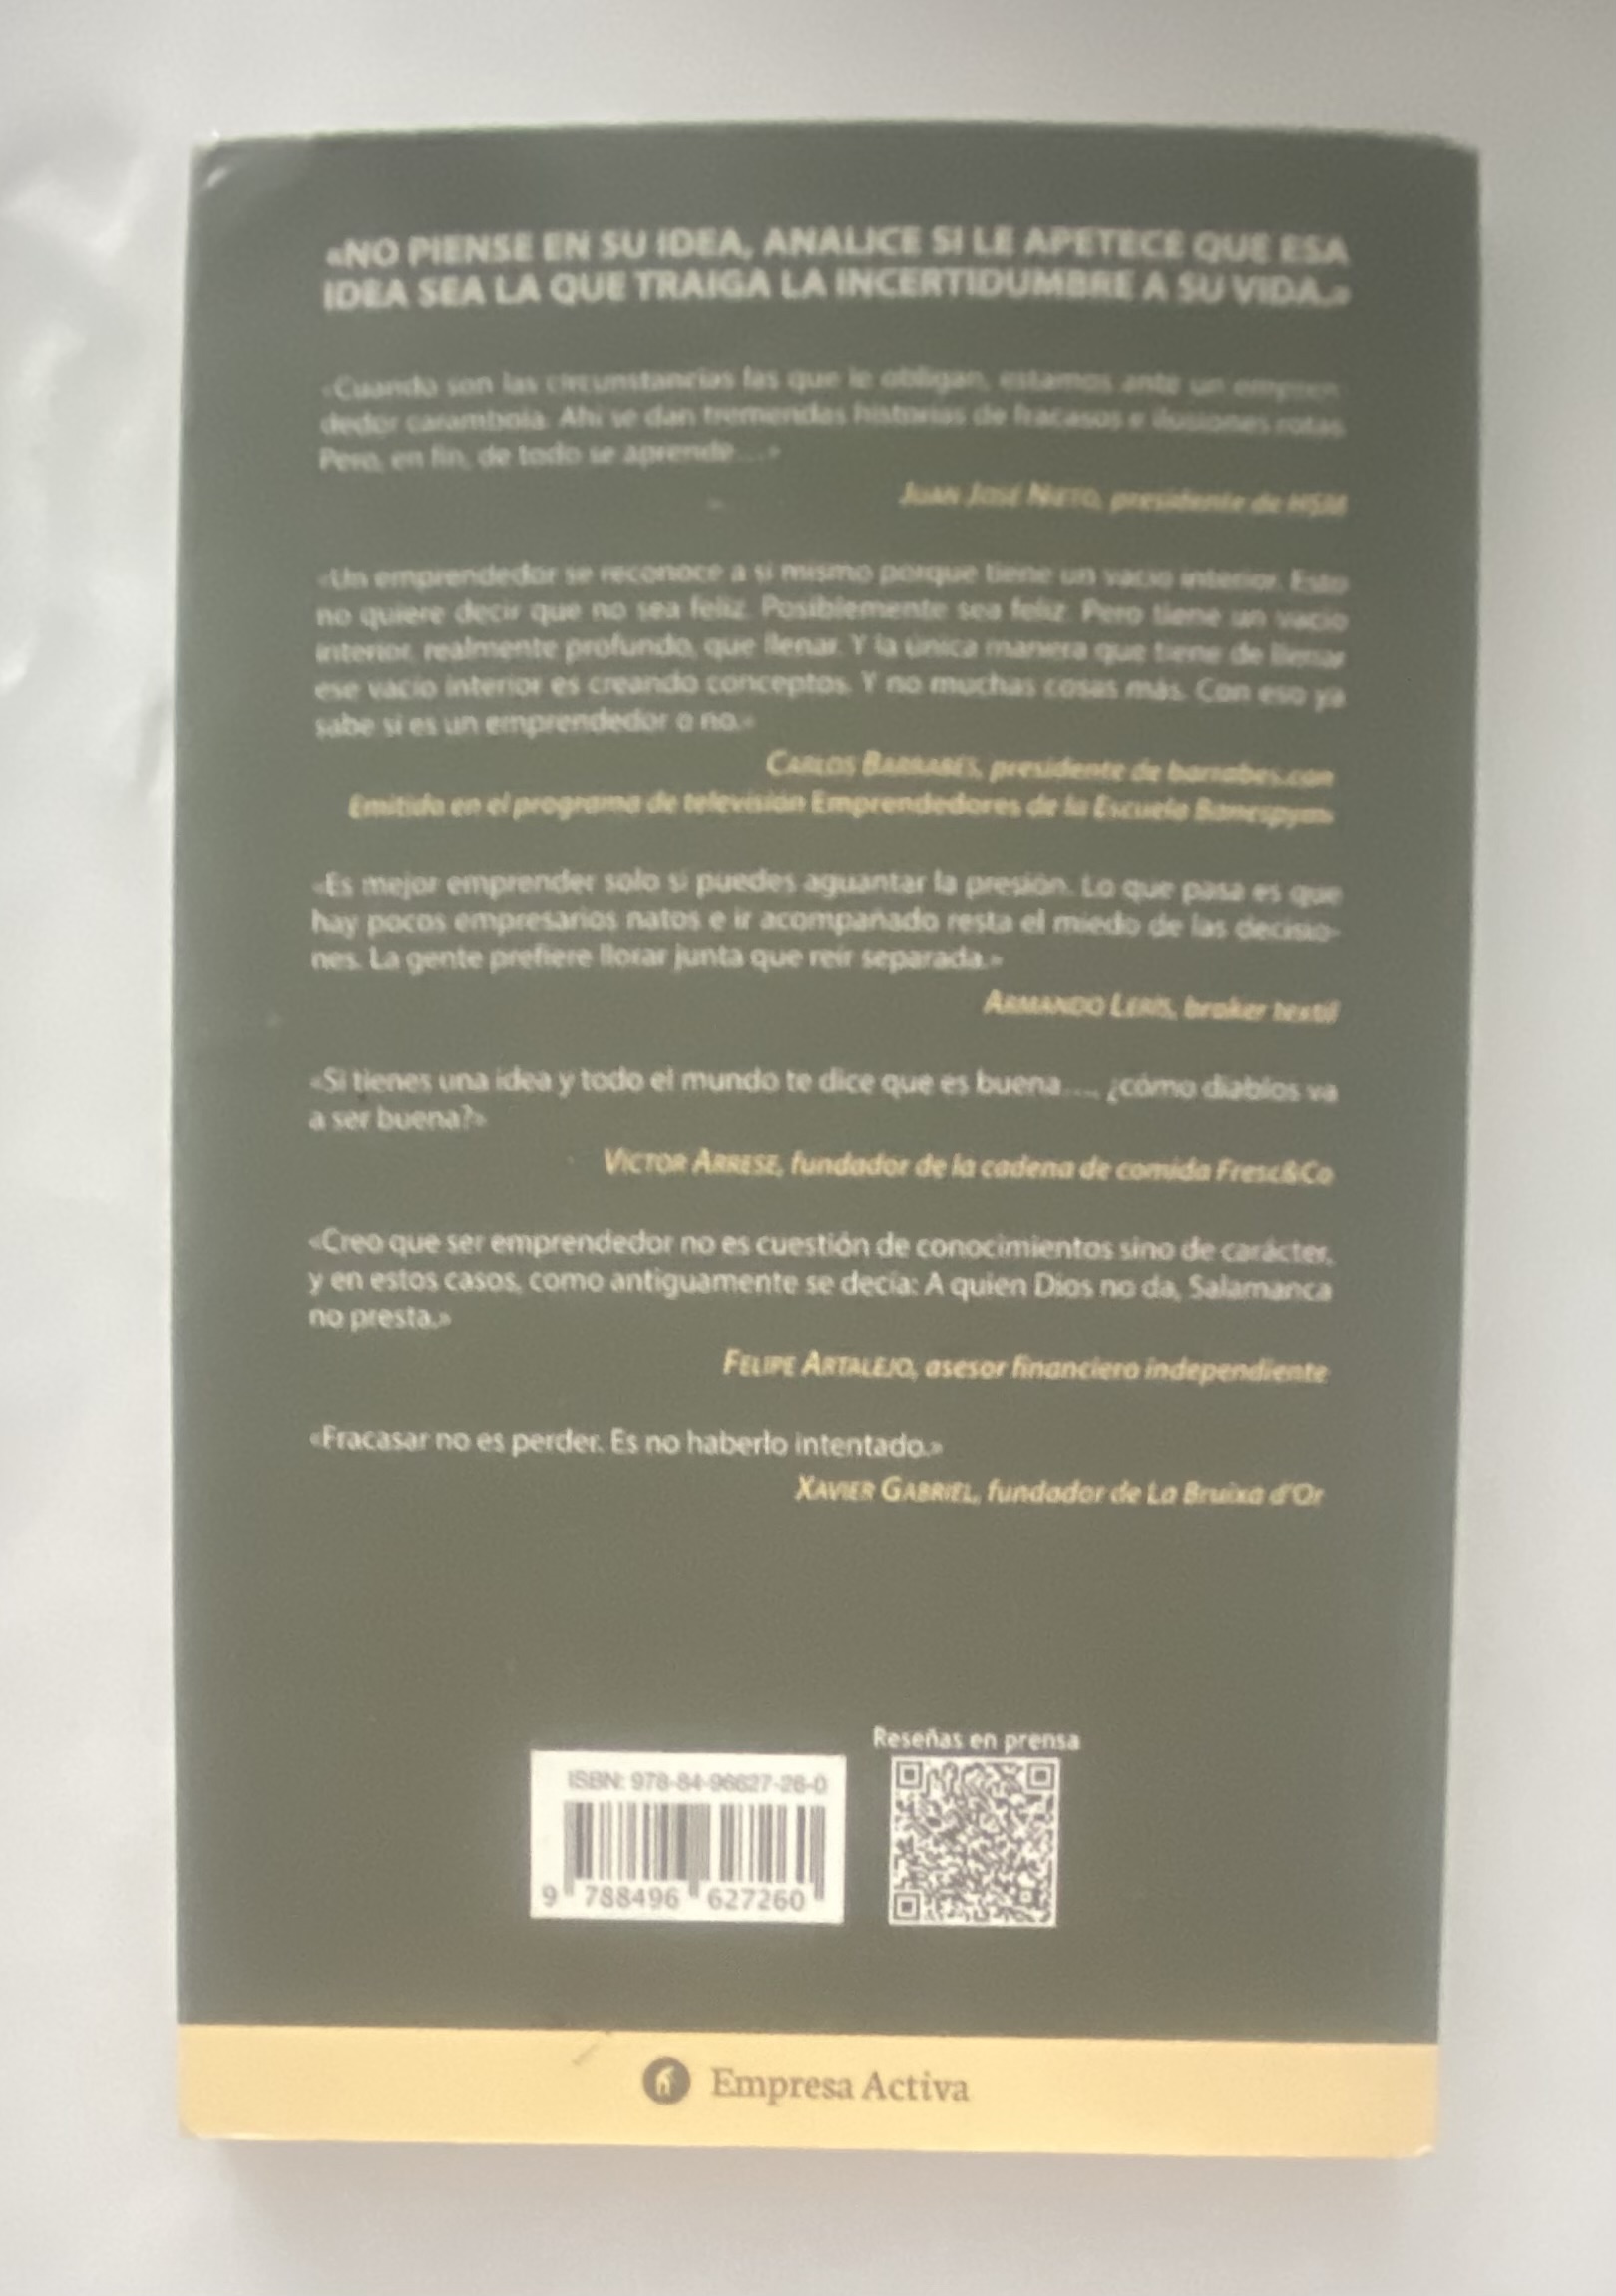 «NO PIENSE EN SU IDEA, ANALICE SI LE APETECE QUE ESA
IDEA SEA LA QUE TRAIGA LA INCERTIDUMBRE A SU VIDA.»
«Cuando son las circunstancias las que le obligan, estamos ante un empren-
dedor carambola. Ahí se dan tremendas historias de fracasos e ilusiones rotas.
Pero, en fin, de todo se aprende...»
JUAN JOSÉ NIETO, presidente de HSM
«Un emprendedor se reconoce a sí mismo porque tiene un vacío interior. Esto
no quiere decir que no sea feliz. Posiblemente sea feliz. Pero tiene un vacío
interior, realmente profundo, que llenar. Y la única manera que tiene de llenar
ese vacío interior es creando conceptos. Y no muchas cosas más. Con eso ya
sabe si es un emprendedor o no.»
CARLOS BARRABÉS, presidente de barrabes.com
Emitido en el programa de televisión Emprendedores de la Escuela Banespyme
«Es mejor emprender solo si puedes aguantar la presión. Lo que pasa es que
hay pocos empresarios natos e ir acompañado resta el miedo de las decisio-
nes. La gente prefiere llorar junta que reír separada.»
ARMANDO LERÍS, broker textil
«Si tienes una idea y todo el mundo te dice que es buena..., ¿cómo diablos va
a ser buena?»
VÍCTOR ARRESE, fundador de la cadena de comida Fresc&Co
«Creo que ser emprendedor no es cuestión de conocimientos sino de carácter,
y en estos casos, como antiguamente se decía: A quien Dios no da, Salamanca
no presta.»
FELIPE ARTALEJO, asesor financiero independiente
«Fracasar no es perder. Es no haberlo intentado.»
XAVIER GABRIEL, fundador de La Bruixa d'Or
Reseñas en prensa
ISBN: 978-84-96627-26-0
9 788496 627260
Empresa Activa